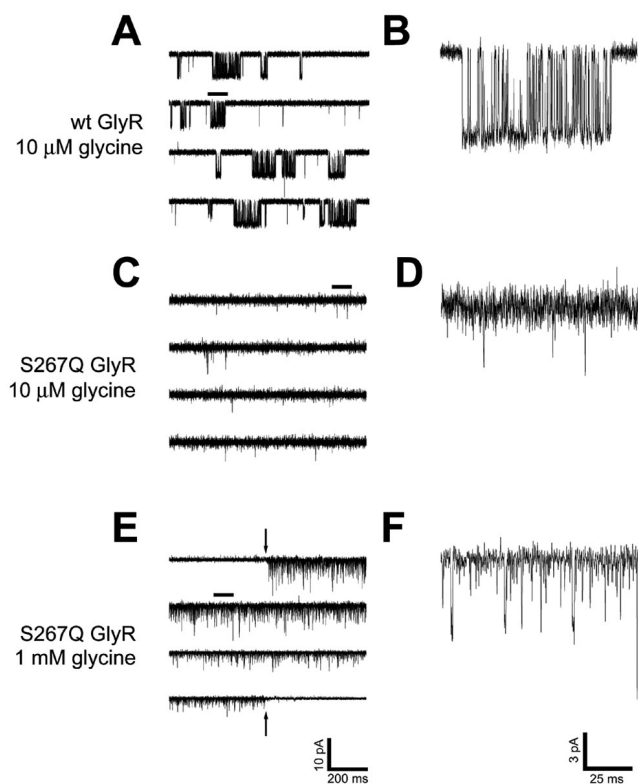 A
B
wt GlyR
10 μM glycine
C
D
S267Q GlyR
10 μM glycine
E
F
S267Q GlyR
1 mM glycine
10 pA
200 ms
3 pA
25 ms